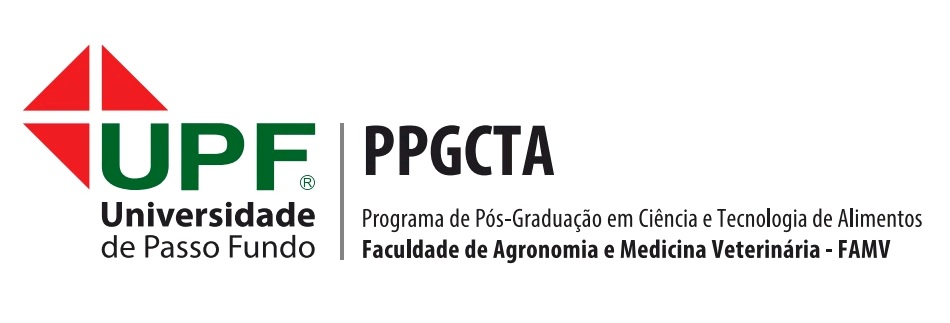 UPF®
Universidade
de Passo Fundo
PPGCTA
Programa de Pós-Graduação em Ciência e Tecnologia de Alimentos
Faculdade de Agronomia e Medicina Veterinária - FAMV